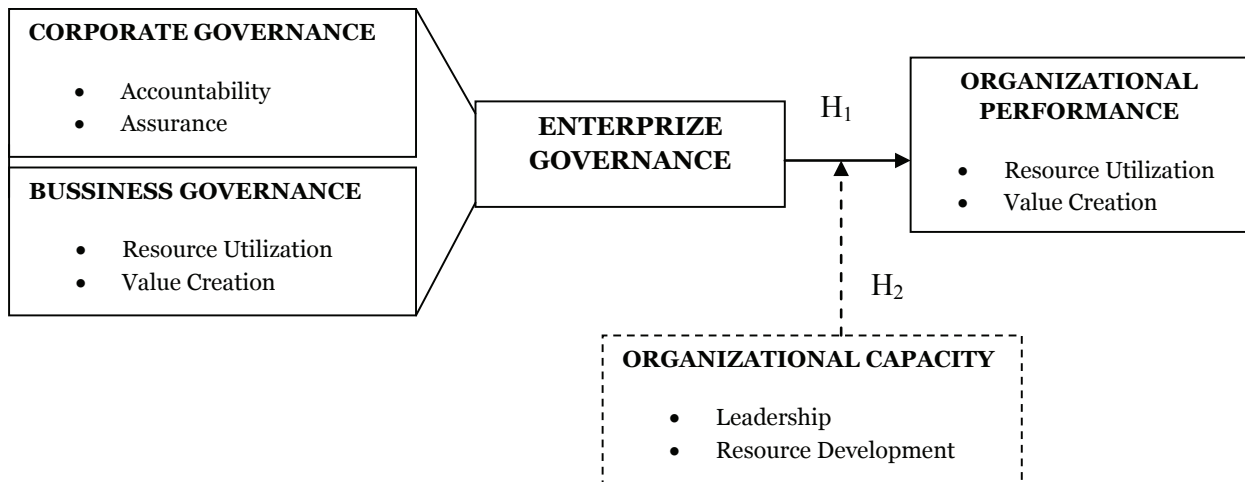 CORPORATE GOVERNANCE
• Accountability
• Assurance
BUSSINESS GOVERNANCE
• Resource Utilization
• Value Creation
ENTERPRIZE
GOVERNANCE
H₁
ORGANIZATIONAL
PERFORMANCE
• Resource Utilization
• Value Creation
H₂
ORGANIZATIONAL CAPACITY
• Leadership
• Resource Development